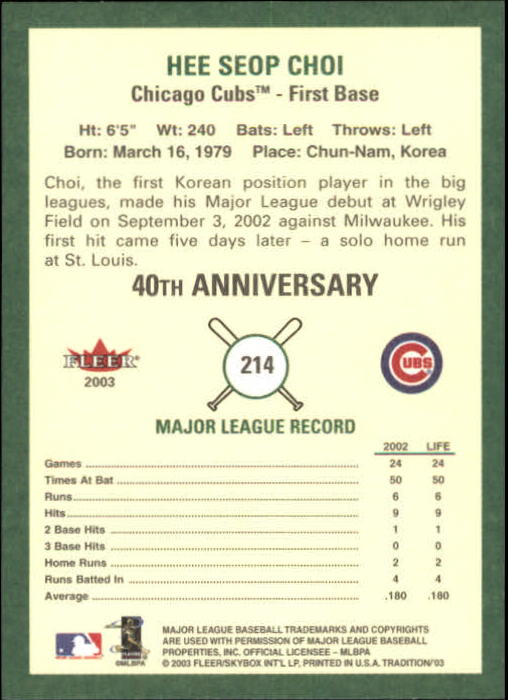 HEE SEOP CHOI
Chicago Cubs™ - First Base
Ht: 6'5" Wt: 240 Bats: Left Throws: Left
Born: March 16, 1979 Place: Chun-Nam, Korea
Choi, the first Korean position player in the big
leagues, made his Major League debut at Wrigley
Field on September 3, 2002 against Milwaukee. His
first hit came five days later – a solo home run
at St. Louis.
40TH ANNIVERSARY
FLEER®
2003
214
CUBS
MAJOR LEAGUE RECORD
2002 LIFE
Games 24 24
Times At Bat 50 50
Runs 6 6
Hits 9 9
2 Base Hits 1 1
3 Base Hits 0 0
Home Runs 2 2
Runs Batted In 4 4
Average .180 .180
MAJOR LEAGUE BASEBALL TRADEMARKS AND COPYRIGHTS
ARE USED WITH PERMISSION OF MAJOR LEAGUE BASEBALL
PROPERTIES, INC. OFFICIAL LICENSEE - MLBPA
© 2003 FLEER/SKYBOX INT'L LP, PRINTED IN U.S.A. TRADITION'03
©MLBPA